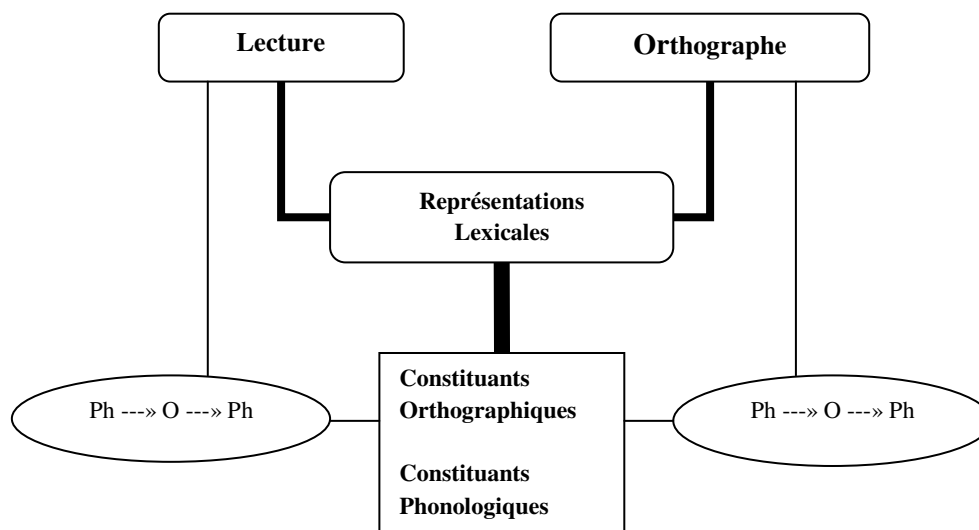 Lecture
Orthographe
Représentations
Lexicales
Constituants
Orthographiques
Constituants
Phonologiques
Ph ---» O ---» Ph
Ph ---» O ---» Ph